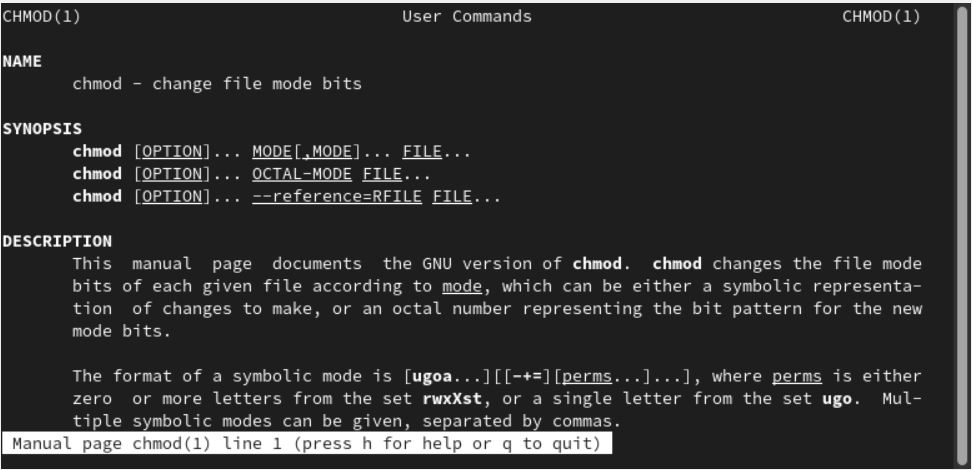 CHMOD(1) User Commands CHMOD(1)
NAME
chmod - change file mode bits
SYNOPSIS
chmod [OPTION]... MODE[,MODE]... FILE...
chmod [OPTION]... OCTAL-MODE FILE...
chmod [OPTION]... --reference=RFILE FILE...
DESCRIPTION
This manual page documents the GNU version of chmod. chmod changes the file mode
bits of each given file according to mode, which can be either a symbolic representa-
tion of changes to make, or an octal number representing the bit pattern for the new
mode bits.
The format of a symbolic mode is [ugoa...][[-+=][perms...]...], where perms is either
zero or more letters from the set rwxXst, or a single letter from the set ugo. Mul-
tiple symbolic modes can be given, separated by commas.
Manual page chmod(1) line 1 (press h for help or q to quit)